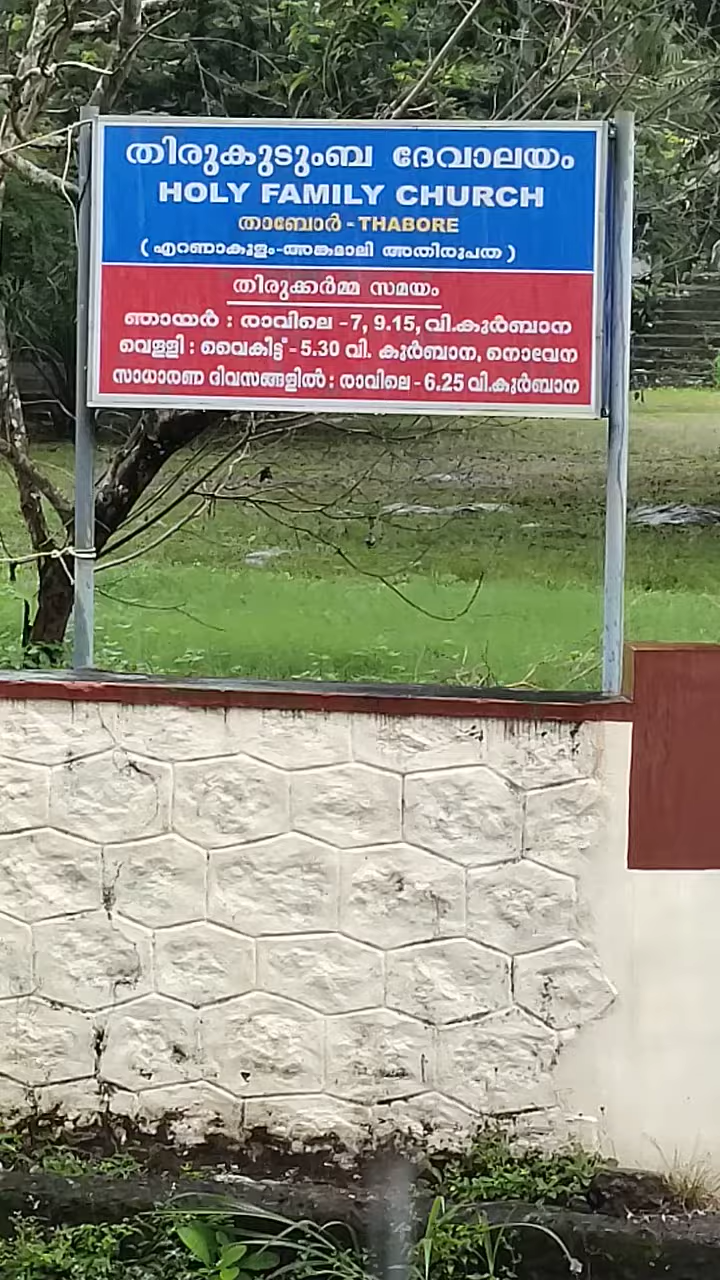 തിരുകുടുംബ ദേവാലയം
HOLY FAMILY CHURCH
താബോർ - THABORE
( എറണാകുളം-അങ്കമാലി അതിരൂപത )
തിരുക്കർമ്മ സമയം
ഞായർ : രാവിലെ -7, 9.15, വി.കുർബാന
വെള്ളി : വൈകിട്ട് - 5.30 വി. കുർബാന, നൊവേന
സാധാരണ ദിവസങ്ങളിൽ : രാവിലെ - 6.25 വി.കുർബാന